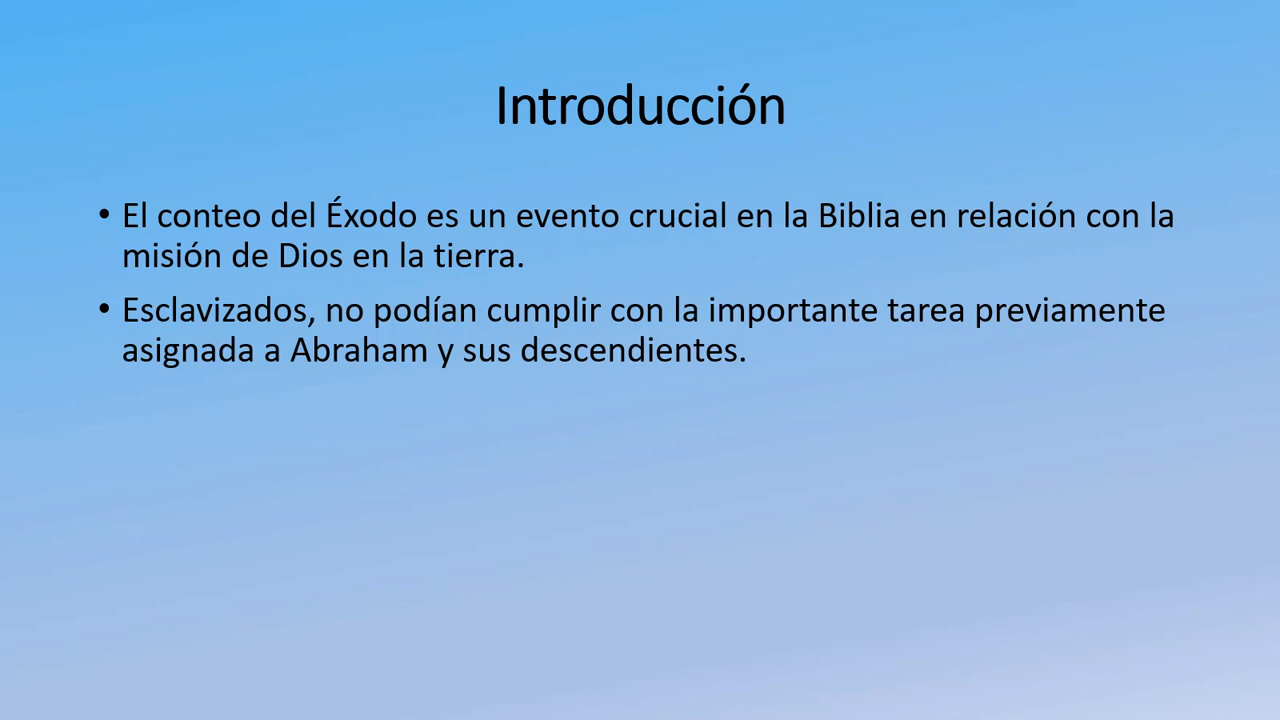 Introducción
• El conteo del Éxodo es un evento crucial en la Biblia en relación con la
misión de Dios en la tierra.
• Esclavizados, no podían cumplir con la importante tarea previamente
asignada a Abraham y sus descendientes.